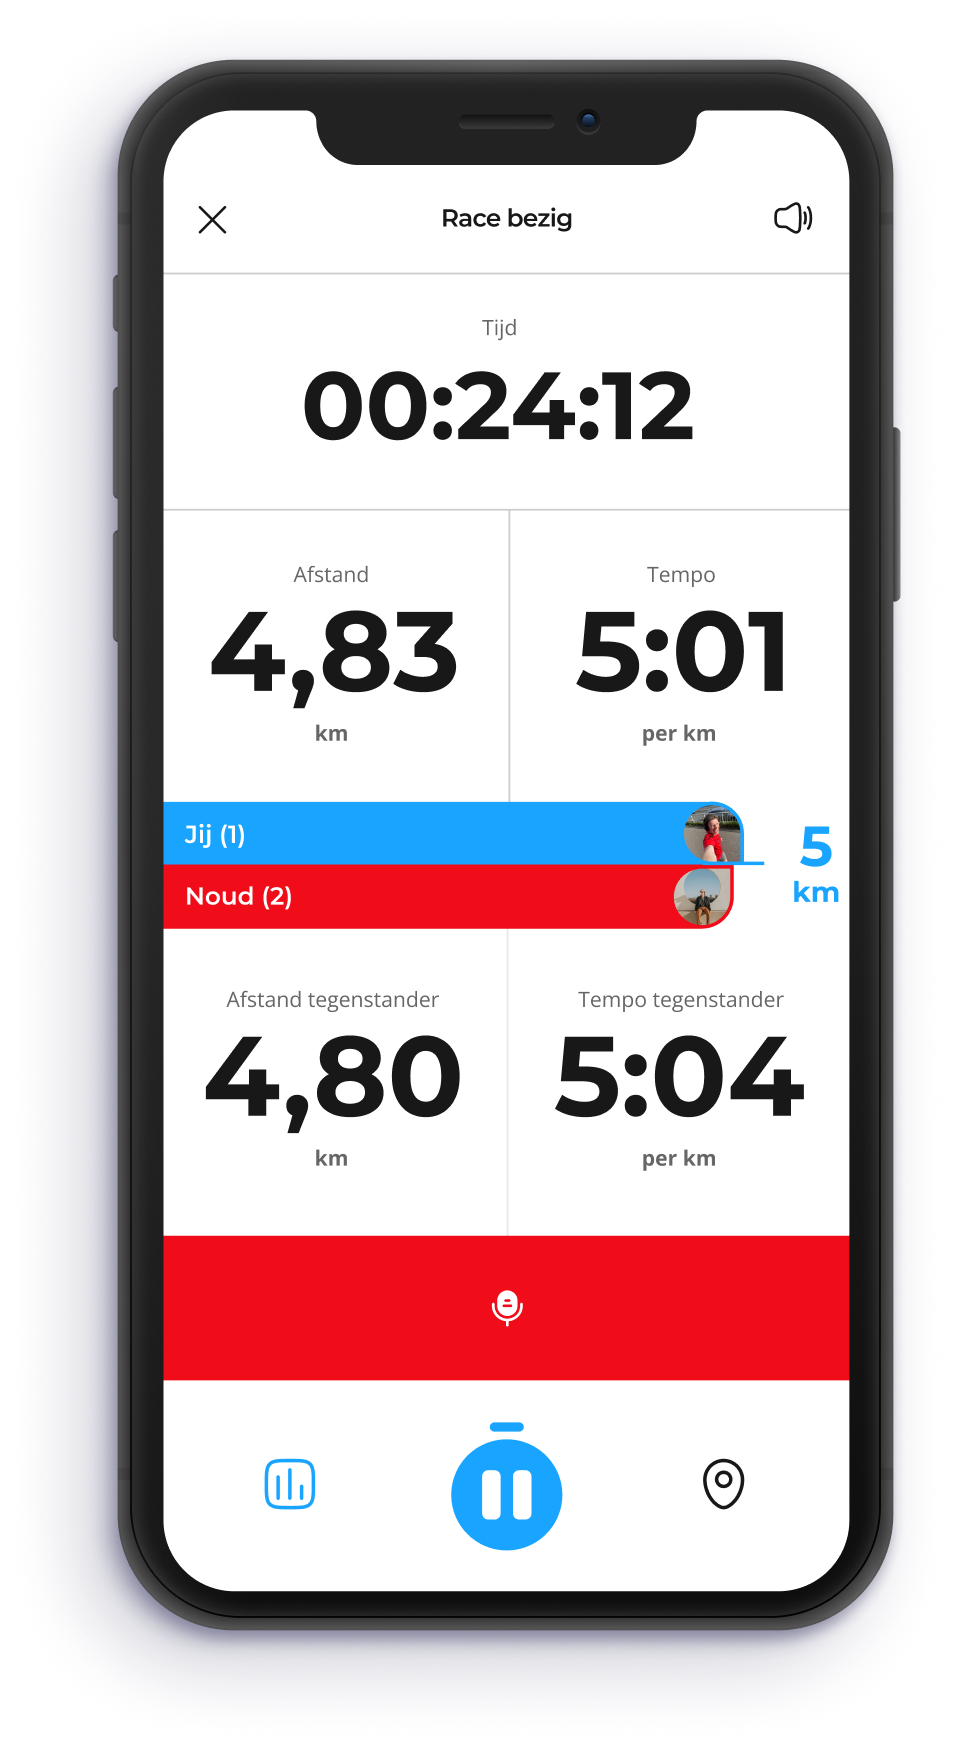 Race bezig
Tijd
00:24:12
Afstand
4,83
km
Tempo
5:01
per km
Jij (1)
Noud (2)
5
km
Afstand tegenstander
4,80
km
Tempo tegenstander
5:04
per km